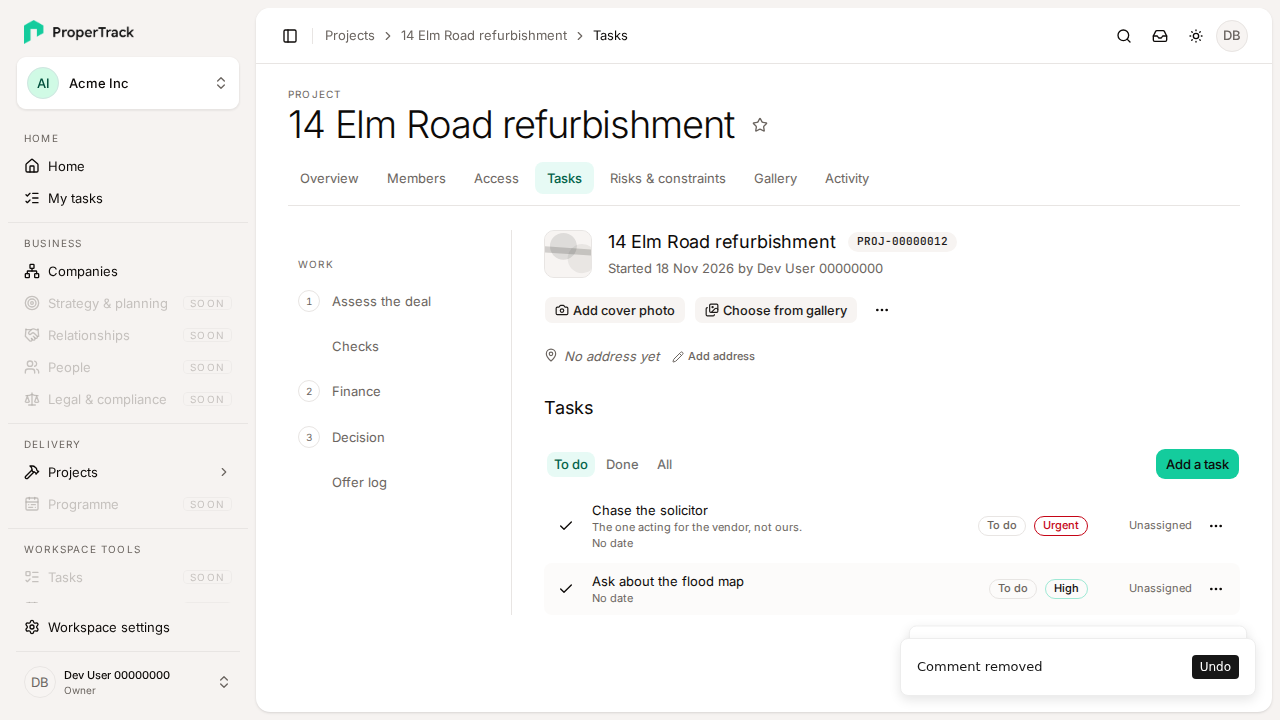 ProperTrack
AI Acme Inc
HOME
Home
My tasks
BUSINESS
Companies
Strategy & planning SOON
Relationships SOON
People SOON
Legal & compliance SOON
DELIVERY
Projects
Programme SOON
WORKSPACE TOOLS
Tasks SOON
Workspace settings
DB Dev User 00000000
Owner
Projects > 14 Elm Road refurbishment > Tasks
DB
PROJECT
14 Elm Road refurbishment
Overview Members Access Tasks Risks & constraints Gallery Activity
WORK
1 Assess the deal
Checks
2 Finance
3 Decision
Offer log
14 Elm Road refurbishment PROJ-00000012
Started 18 Nov 2026 by Dev User 00000000
Add cover photo Choose from gallery
No address yet Add address
Tasks
To do Done All Add a task
Chase the solicitor
The one acting for the vendor, not ours.
No date
To do Urgent Unassigned
Ask about the flood map
No date
To do High Unassigned
Comment removed Undo